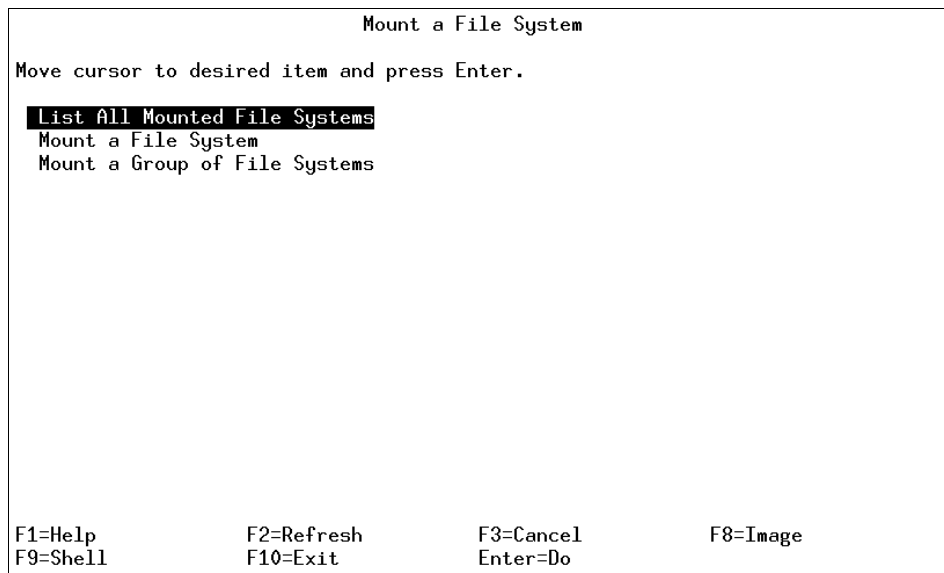 Mount a File System
Move cursor to desired item and press Enter.
List All Mounted File Systems
Mount a File System
Mount a Group of File Systems
F1=Help F2=Refresh F3=Cancel F8=Image
F9=Shell F10=Exit Enter=Do